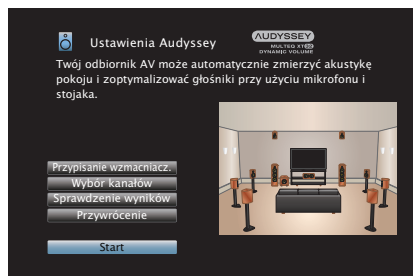 Ustawienia Audyssey
AUDYSSEY
MULTEQ XT32
DYNAMIC VOLUME
Twój odbiornik AV może automatycznie zmierzyć akustykę
pokoju i zoptymalizować głośniki przy użyciu mikrofonu i
stojaka.
Przypisanie wzmacniacz.
Wybór kanałów
Sprawdzenie wyników
Przywrócenie
Start